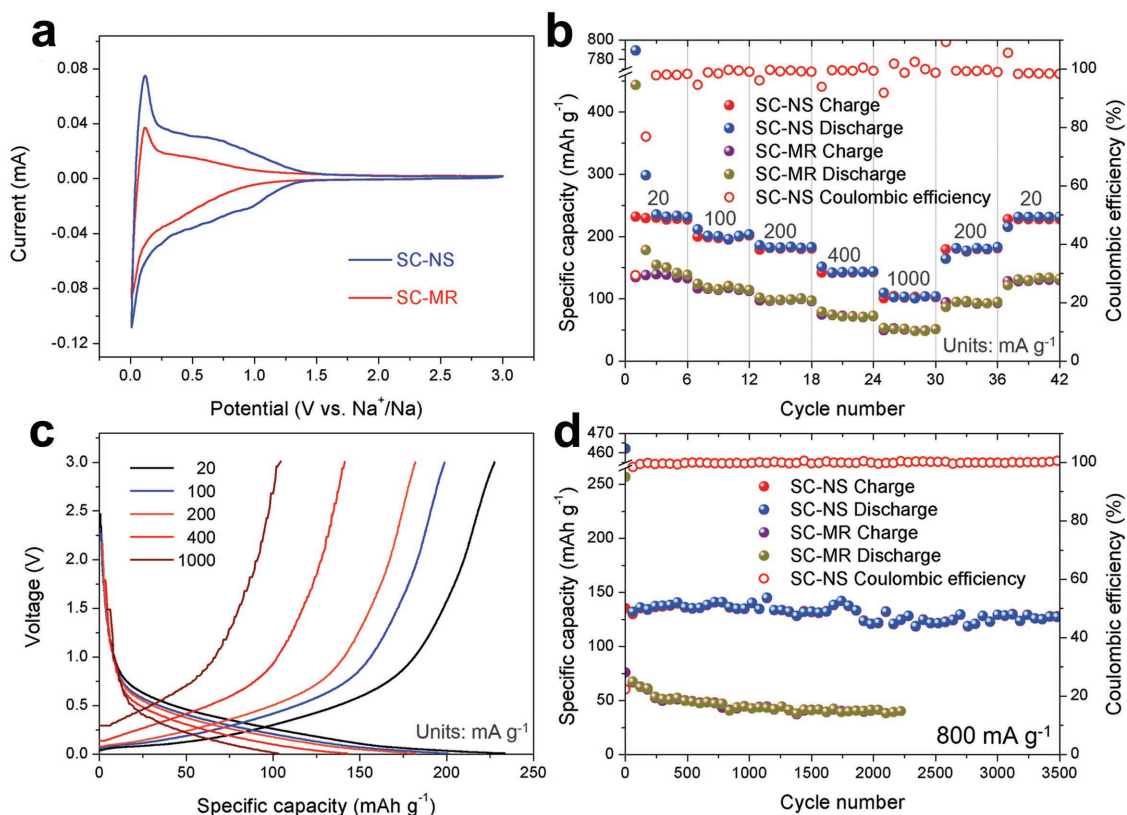 a
0.08
0.04
0.00
-0.04
-0.08
-0.12
Current (mA)
SC-NS
SC-MR
0.0 0.5 1.0 1.5 2.0 2.5 3.0
Potential (V vs. Na⁺/Na)
b
800
780
400
300
200
100
0
Specific capacity (mAh g⁻¹)
SC-NS Charge
SC-NS Discharge
SC-MR Charge
SC-MR Discharge
SC-NS Coulombic efficiency
20
100
200
400
1000
200
20
Units: mA g⁻¹
100
80
60
40
20
0
Coulombic efficiency (%)
0 6 12 18 24 30 36 42
Cycle number
c
3.0
2.5
2.0
1.5
1.0
0.5
0.0
Voltage (V)
20
100
200
400
1000
Units: mA g⁻¹
0 50 100 150 200 250
Specific capacity (mAh g⁻¹)
d
470
460
250
200
150
100
50
0
Specific capacity (mAh g⁻¹)
SC-NS Charge
SC-NS Discharge
SC-MR Charge
SC-MR Discharge
SC-NS Coulombic efficiency
800 mA g⁻¹
100
80
60
40
20
0
Coulombic efficiency (%)
0 500 1000 1500 2000 2500 3000 3500
Cycle number